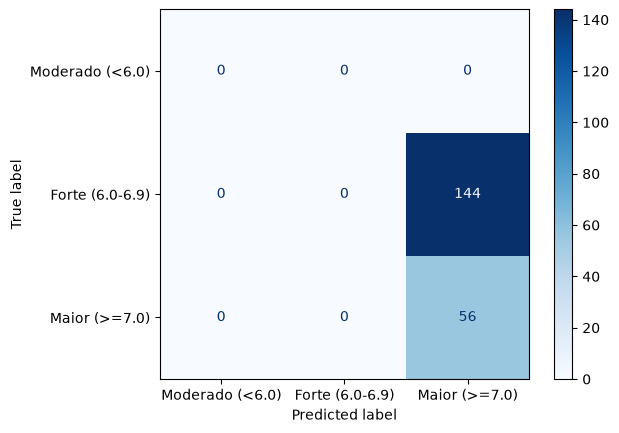 140
Moderado (<6.0)
0 0 0
120
100
True label
Forte (6.0-6.9)
0 0 144
80
60
Maior (>=7.0)
0 0 56
40
20
0
Moderado (<6.0) Forte (6.0-6.9) Maior (>=7.0)
Predicted label